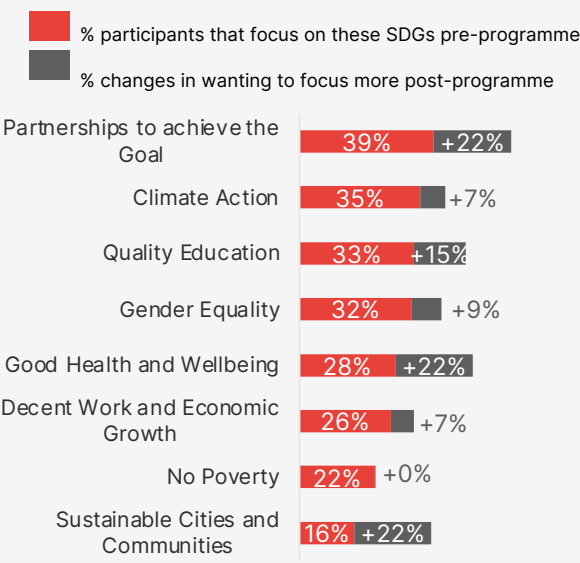 % participants that focus on these SDGs pre-programme
% changes in wanting to focus more post-programme
Partnerships to achieve the
Goal
39% +22%
Climate Action 35% +7%
Quality Education 33% +15%
Gender Equality 32% +9%
Good Health and Wellbeing 28% +22%
Decent Work and Economic
Growth
26% +7%
No Poverty 22% +0%
Sustainable Cities and
Communities
16% +22%